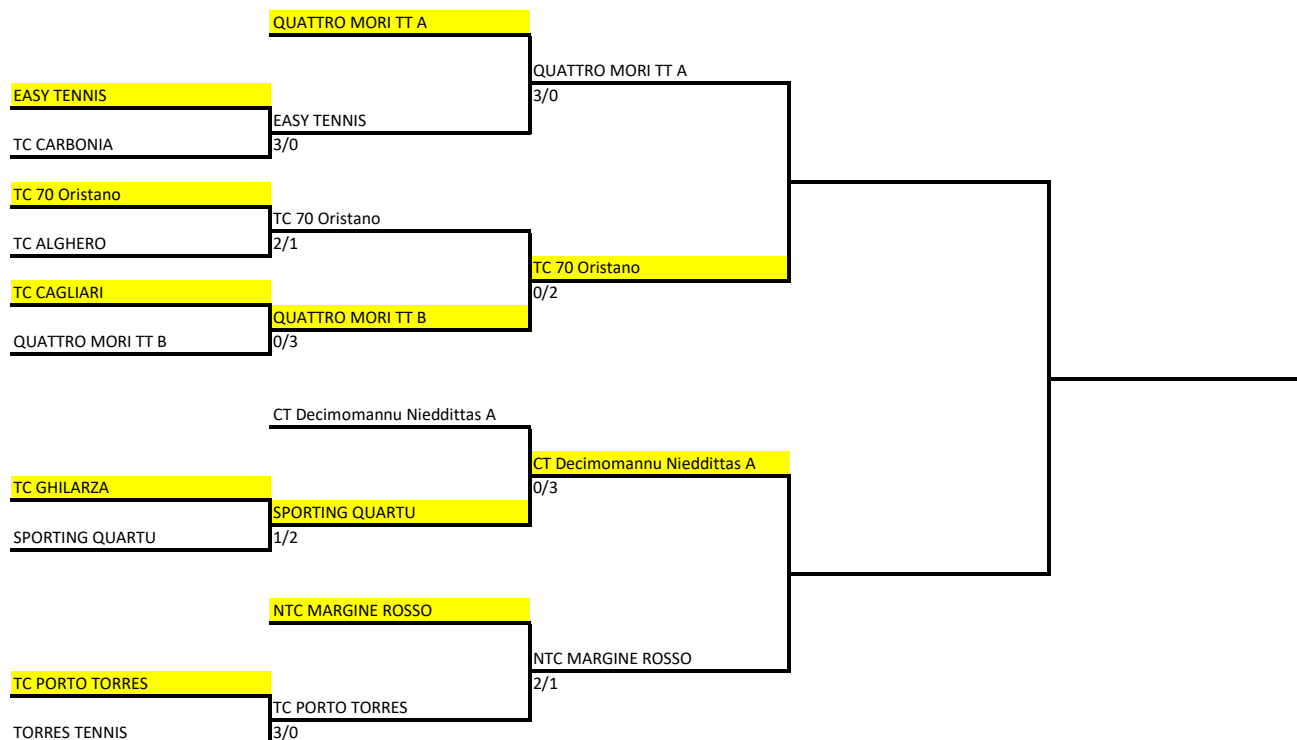 QUATTRO MORI TT A
QUATTRO MORI TT A
EASY TENNIS
3/0
EASY TENNIS
TC CARBONIA
3/0
TC 70 Oristano
TC 70 Oristano
TC ALGHERO
2/1
TC 70 Oristano
TC CAGLIARI
0/2
QUATTRO MORI TT B
QUATTRO MORI TT B
0/3
CT Decimomannu Nieddittas A
CT Decimomannu Nieddittas A
TC GHILARZA
0/3
SPORTING QUARTU
SPORTING QUARTU
1/2
NTC MARGINE ROSSO
NTC MARGINE ROSSO
TC PORTO TORRES
2/1
TC PORTO TORRES
TORRES TENNIS
3/0